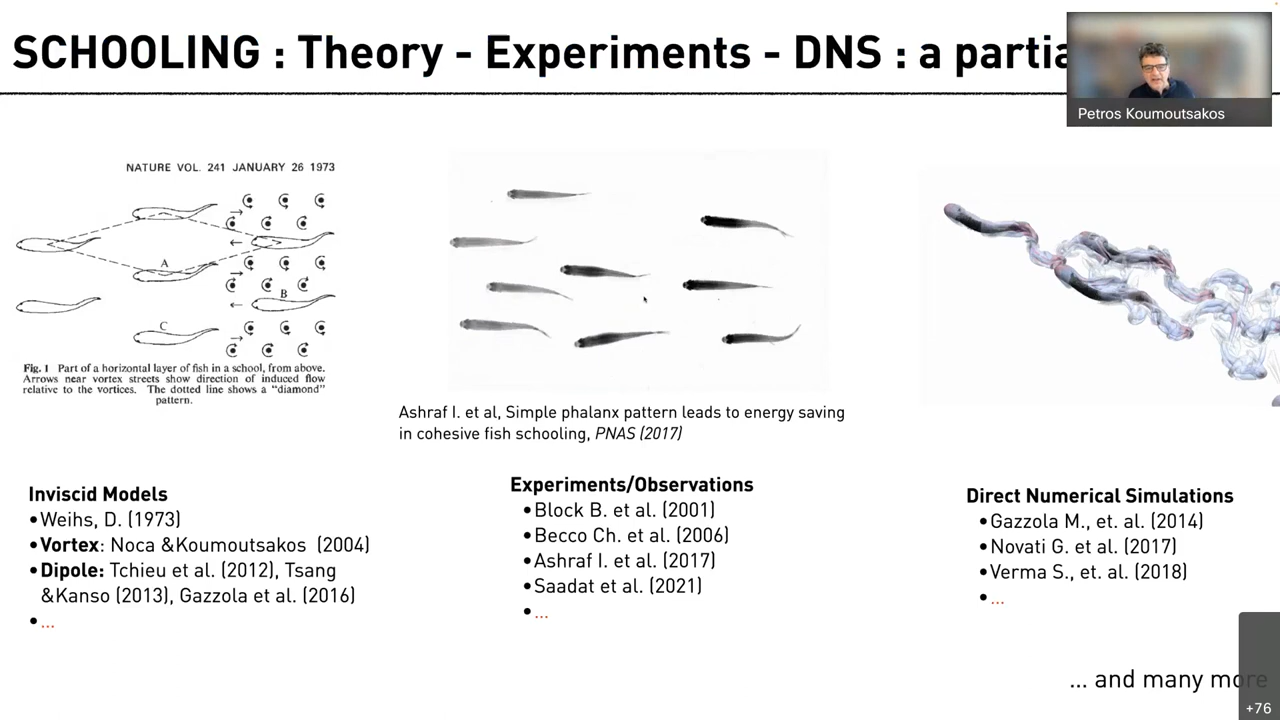 SCHOOLING : Theory - Experiments - DNS : a partia
Petros Koumoutsakos
NATURE VOL. 241 JANUARY 26 1973
A
B
C
Fig. 1 Part of a horizontal layer of fish in a school, from above.
Arrows near vortex streets show direction of induced flow
relative to the vortices. The dotted line shows a "diamond"
pattern.
Ashraf I. et al, Simple phalanx pattern leads to energy saving
in cohesive fish schooling, PNAS (2017)
Inviscid Models
•Weihs, D. (1973)
•Vortex: Noca &Koumoutsakos (2004)
•Dipole: Tchieu et al. (2012), Tsang
&Kanso (2013), Gazzola et al. (2016)
•...
Experiments/Observations
•Block B. et al. (2001)
•Becco Ch. et al. (2006)
•Ashraf I. et al. (2017)
•Saadat et al. (2021)
•...
Direct Numerical Simulations
•Gazzola M., et. al. (2014)
•Novati G. et al. (2017)
•Verma S., et. al. (2018)
•...
... and many more
+76